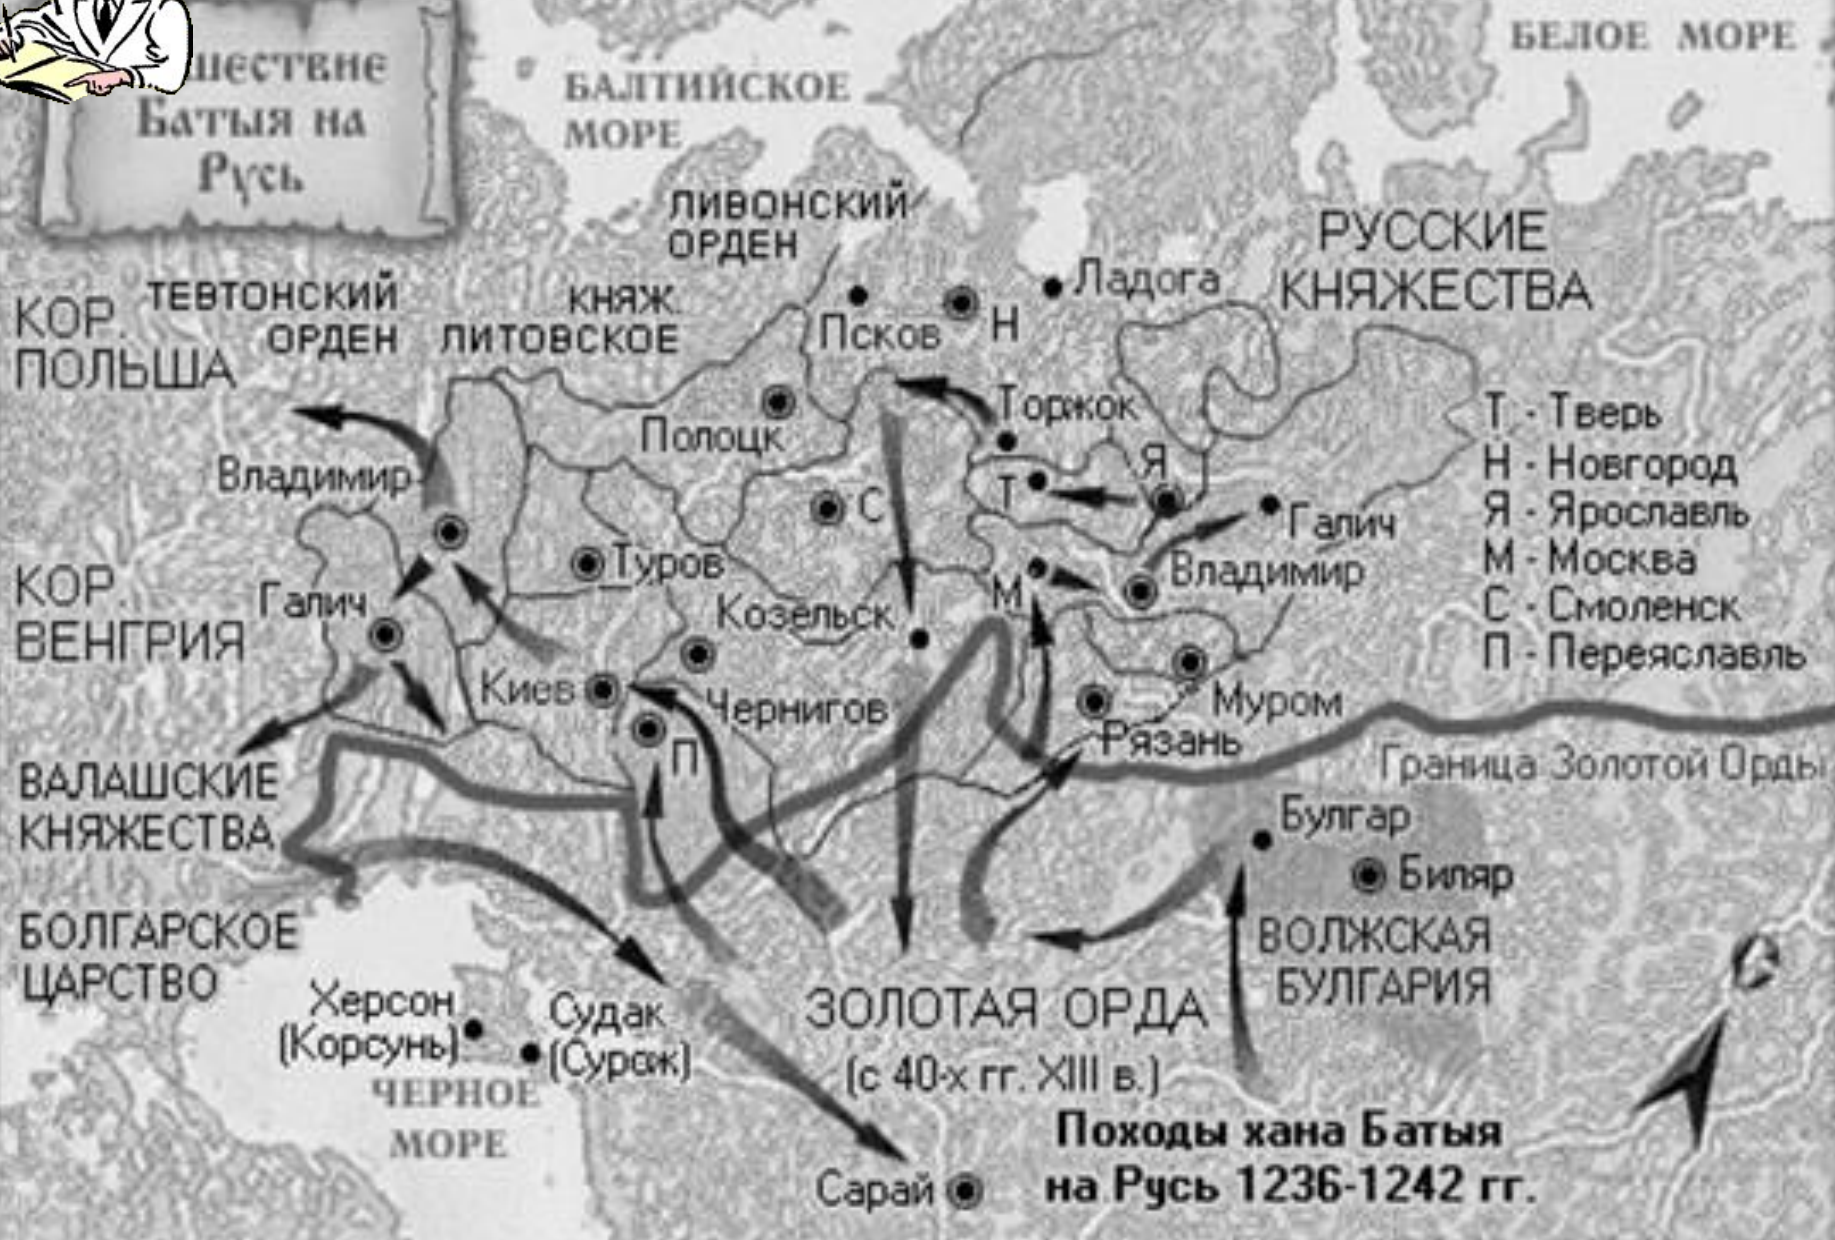 шествие
Батыя на
Русь
БАЛТИЙСКОЕ
МОРЕ
БЕЛОЕ МОРЕ
ЛИВОНСКИЙ
ОРДЕН
РУССКИЕ
КНЯЖЕСТВА
КОР.
ПОЛЬША
ТЕВТОНСКИЙ
ОРДЕН
КНЯЖ.
ЛИТОВСКОЕ
Псков
Н
Ладога
Полоцк
Торжок
Т
Я
Владимир
С
Галич
Т - Тверь
Н - Новгород
Я - Ярославль
М - Москва
С - Смоленск
П - Переяславль
КОР.
ВЕНГРИЯ
Галич
Туров
Козельск
М
Владимир
Киев
Чернигов
П
Муром
Рязань
Граница Золотой Орды
ВАЛАШСКИЕ
КНЯЖЕСТВА
Булгар
Биляр
БОЛГАРСКОЕ
ЦАРСТВО
ВОЛЖСКАЯ
БУЛГАРИЯ
С
Херсон
(Корсунь)
Судак
(Сурож)
ЧЕРНОЕ
МОРЕ
ЗОЛОТАЯ ОРДА
(с 40-х гг. XIII в.)
Походы хана Батыя
на Русь 1236-1242 гг.
Сарай